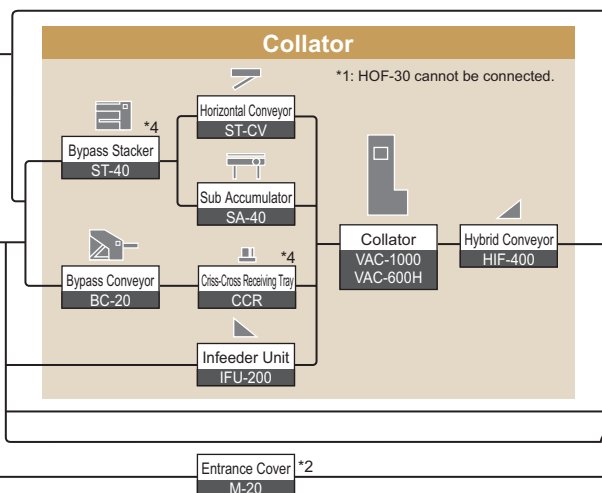 Collator
*1: HOF-30 cannot be connected.
*4
Bypass Stacker
ST-40
Horizontal Conveyor
ST-CV
Sub Accumulator
SA-40
Bypass Conveyor
BC-20
*4
Criss-Cross Receiving Tray
CCR
Collator
VAC-1000
VAC-600H
Hybrid Conveyor
HIF-400
Infeeder Unit
IFU-200
Entrance Cover *2
M-20